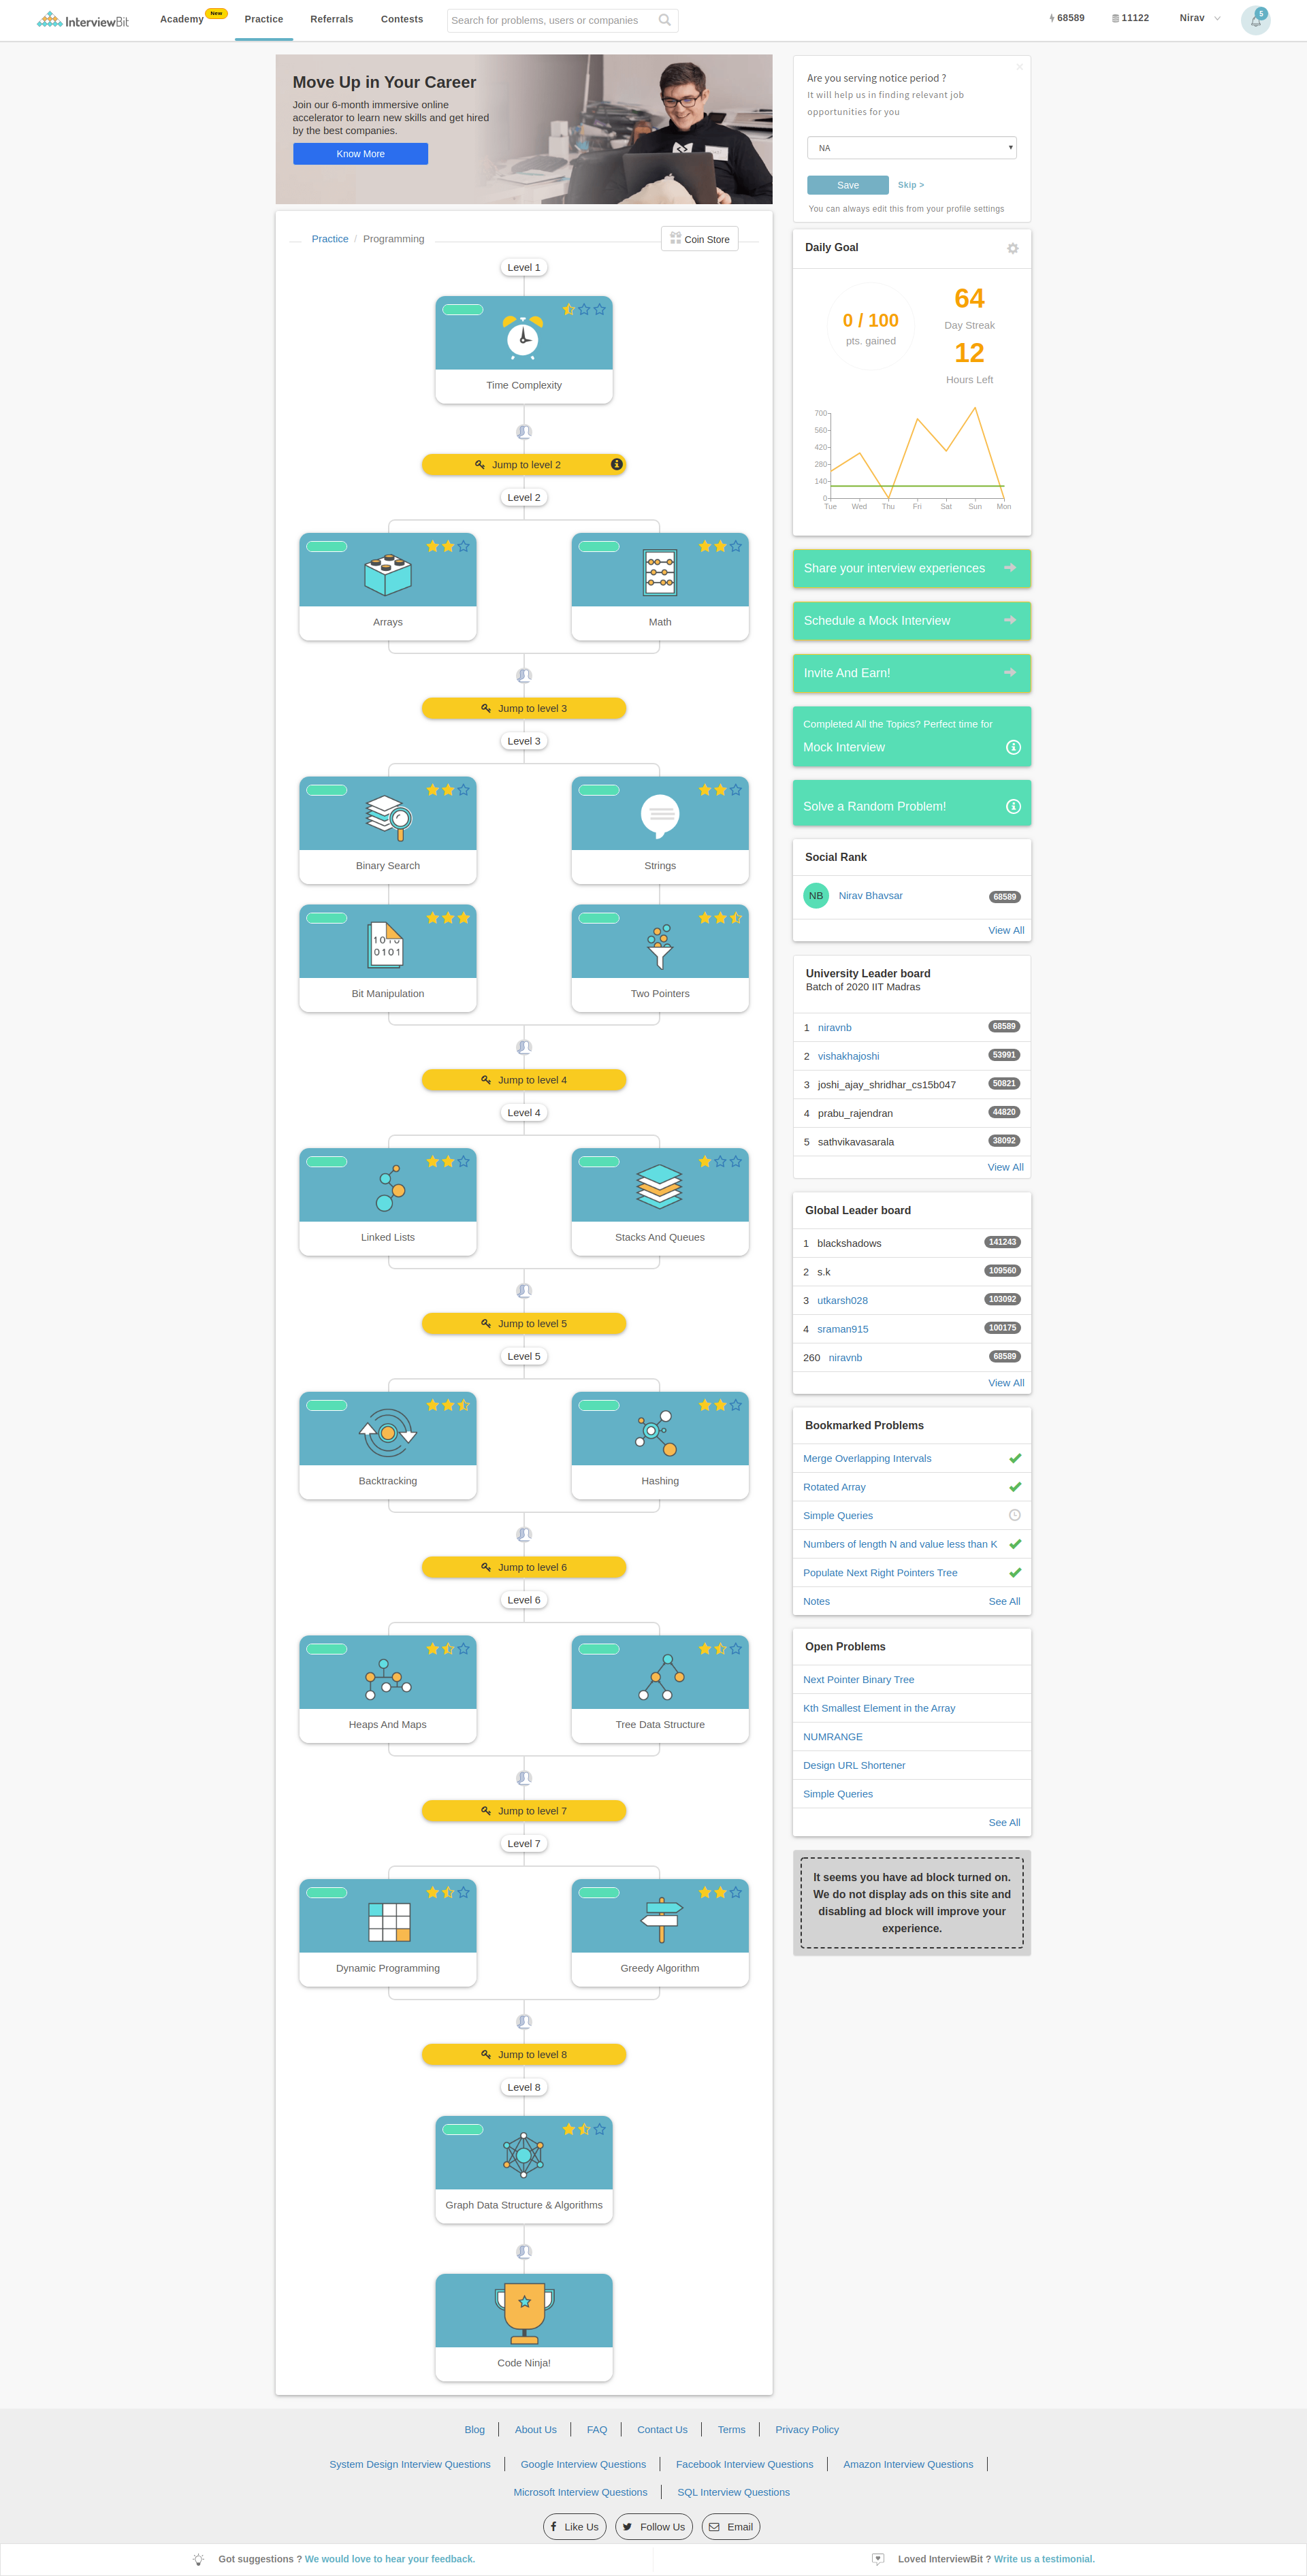 InterviewBit
Academy New Practice Referrals Contests Search for problems, users or companies 68589 11122 Nirav 5
Move Up in Your Career
Join our 6-month immersive online
accelerator to learn new skills and get hired
by the best companies.
Know More
Practice / Programming
Coin Store
Level 1
Time Complexity
Jump to level 2
Level 2
Arrays Math
Jump to level 3
Level 3
Binary Search Strings
1010
0101
Bit Manipulation Two Pointers
Jump to level 4
Level 4
Linked Lists Stacks And Queues
Jump to level 5
Level 5
Backtracking Hashing
Jump to level 6
Level 6
Heaps And Maps Tree Data Structure
Jump to level 7
Level 7
Dynamic Programming Greedy Algorithm
Jump to level 8
Level 8
Graph Data Structure & Algorithms
Code Ninja!
×
Are you serving notice period ?
It will help us in finding relevant job
opportunities for you
NA
Save Skip >
You can always edit this from your profile settings
Daily Goal
0 / 100
pts. gained
64
Day Streak
12
Hours Left
700
560
420
280
140
0
Tue Wed Thu Fri Sat Sun Mon
Share your interview experiences
Schedule a Mock Interview
Invite And Earn!
Completed All the Topics? Perfect time for
Mock Interview
Solve a Random Problem!
Social Rank
NB Nirav Bhavsar 68589
View All
University Leader board
Batch of 2020 IIT Madras
1 niravnb 68589
2 vishakhajoshi 53991
3 joshi_ajay_shridhar_cs15b047 50821
4 prabu_rajendran 44820
5 sathvikavasarala 38092
View All
Global Leader board
1 blackshadows 141243
2 s.k 109560
3 utkarsh028 103092
4 sraman915 100175
260 niravnb 68589
View All
Bookmarked Problems
Merge Overlapping Intervals
Rotated Array
Simple Queries
Numbers of length N and value less than K
Populate Next Right Pointers Tree
Notes See All
Open Problems
Next Pointer Binary Tree
Kth Smallest Element in the Array
NUMRANGE
Design URL Shortener
Simple Queries
See All
It seems you have ad block turned on.
We do not display ads on this site and
disabling ad block will improve your
experience.
Blog About Us FAQ Contact Us Terms Privacy Policy
System Design Interview Questions Google Interview Questions Facebook Interview Questions Amazon Interview Questions
Microsoft Interview Questions SQL Interview Questions
Like Us Follow Us Email
Got suggestions ? We would love to hear your feedback. Loved InterviewBit ? Write us a testimonial.